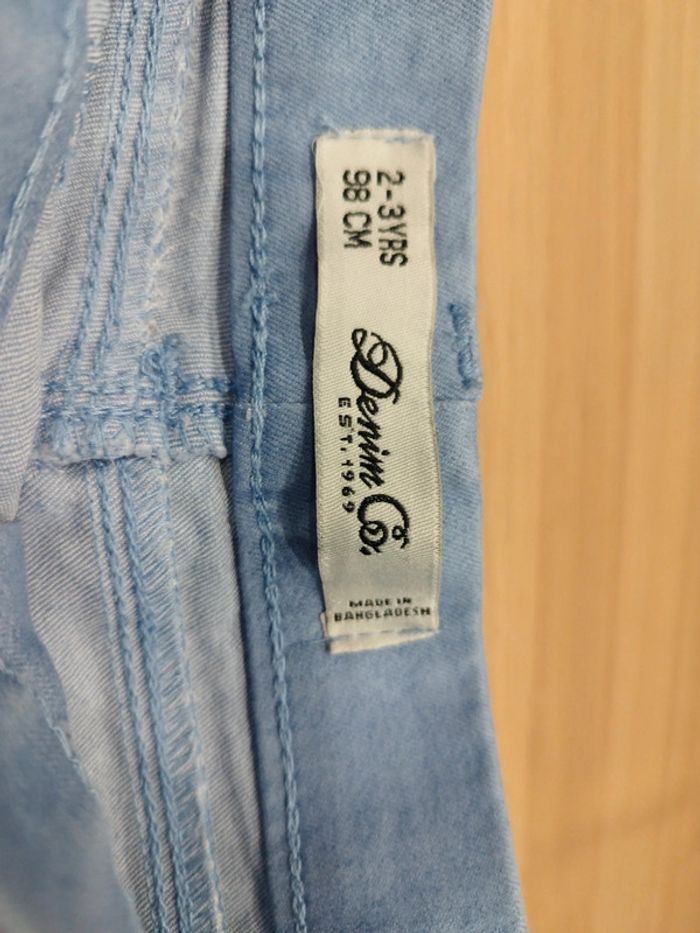 2-3YRS
98 CM
Denim Co.
EST. 1969
MADE IN
BANGLADESH